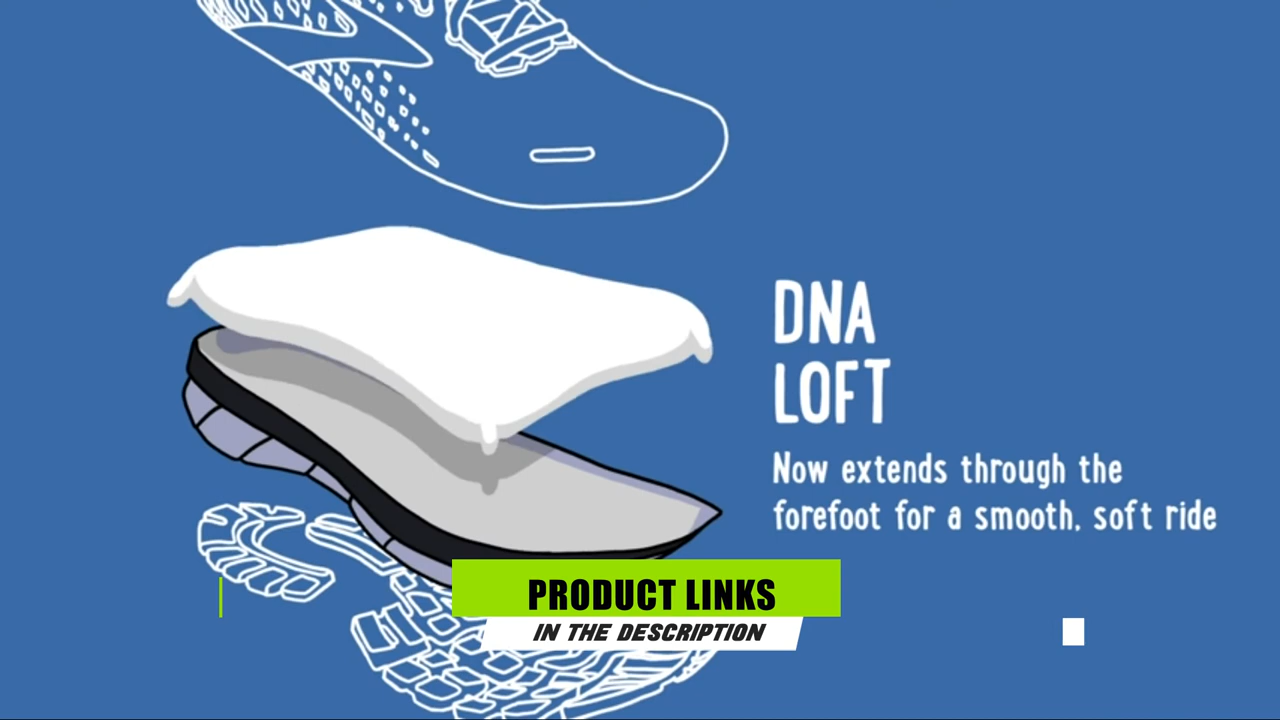 DNA
LOFT
Now extends through the
forefoot for a smooth, soft ride
PRODUCT LINKS
IN THE DESCRIPTION